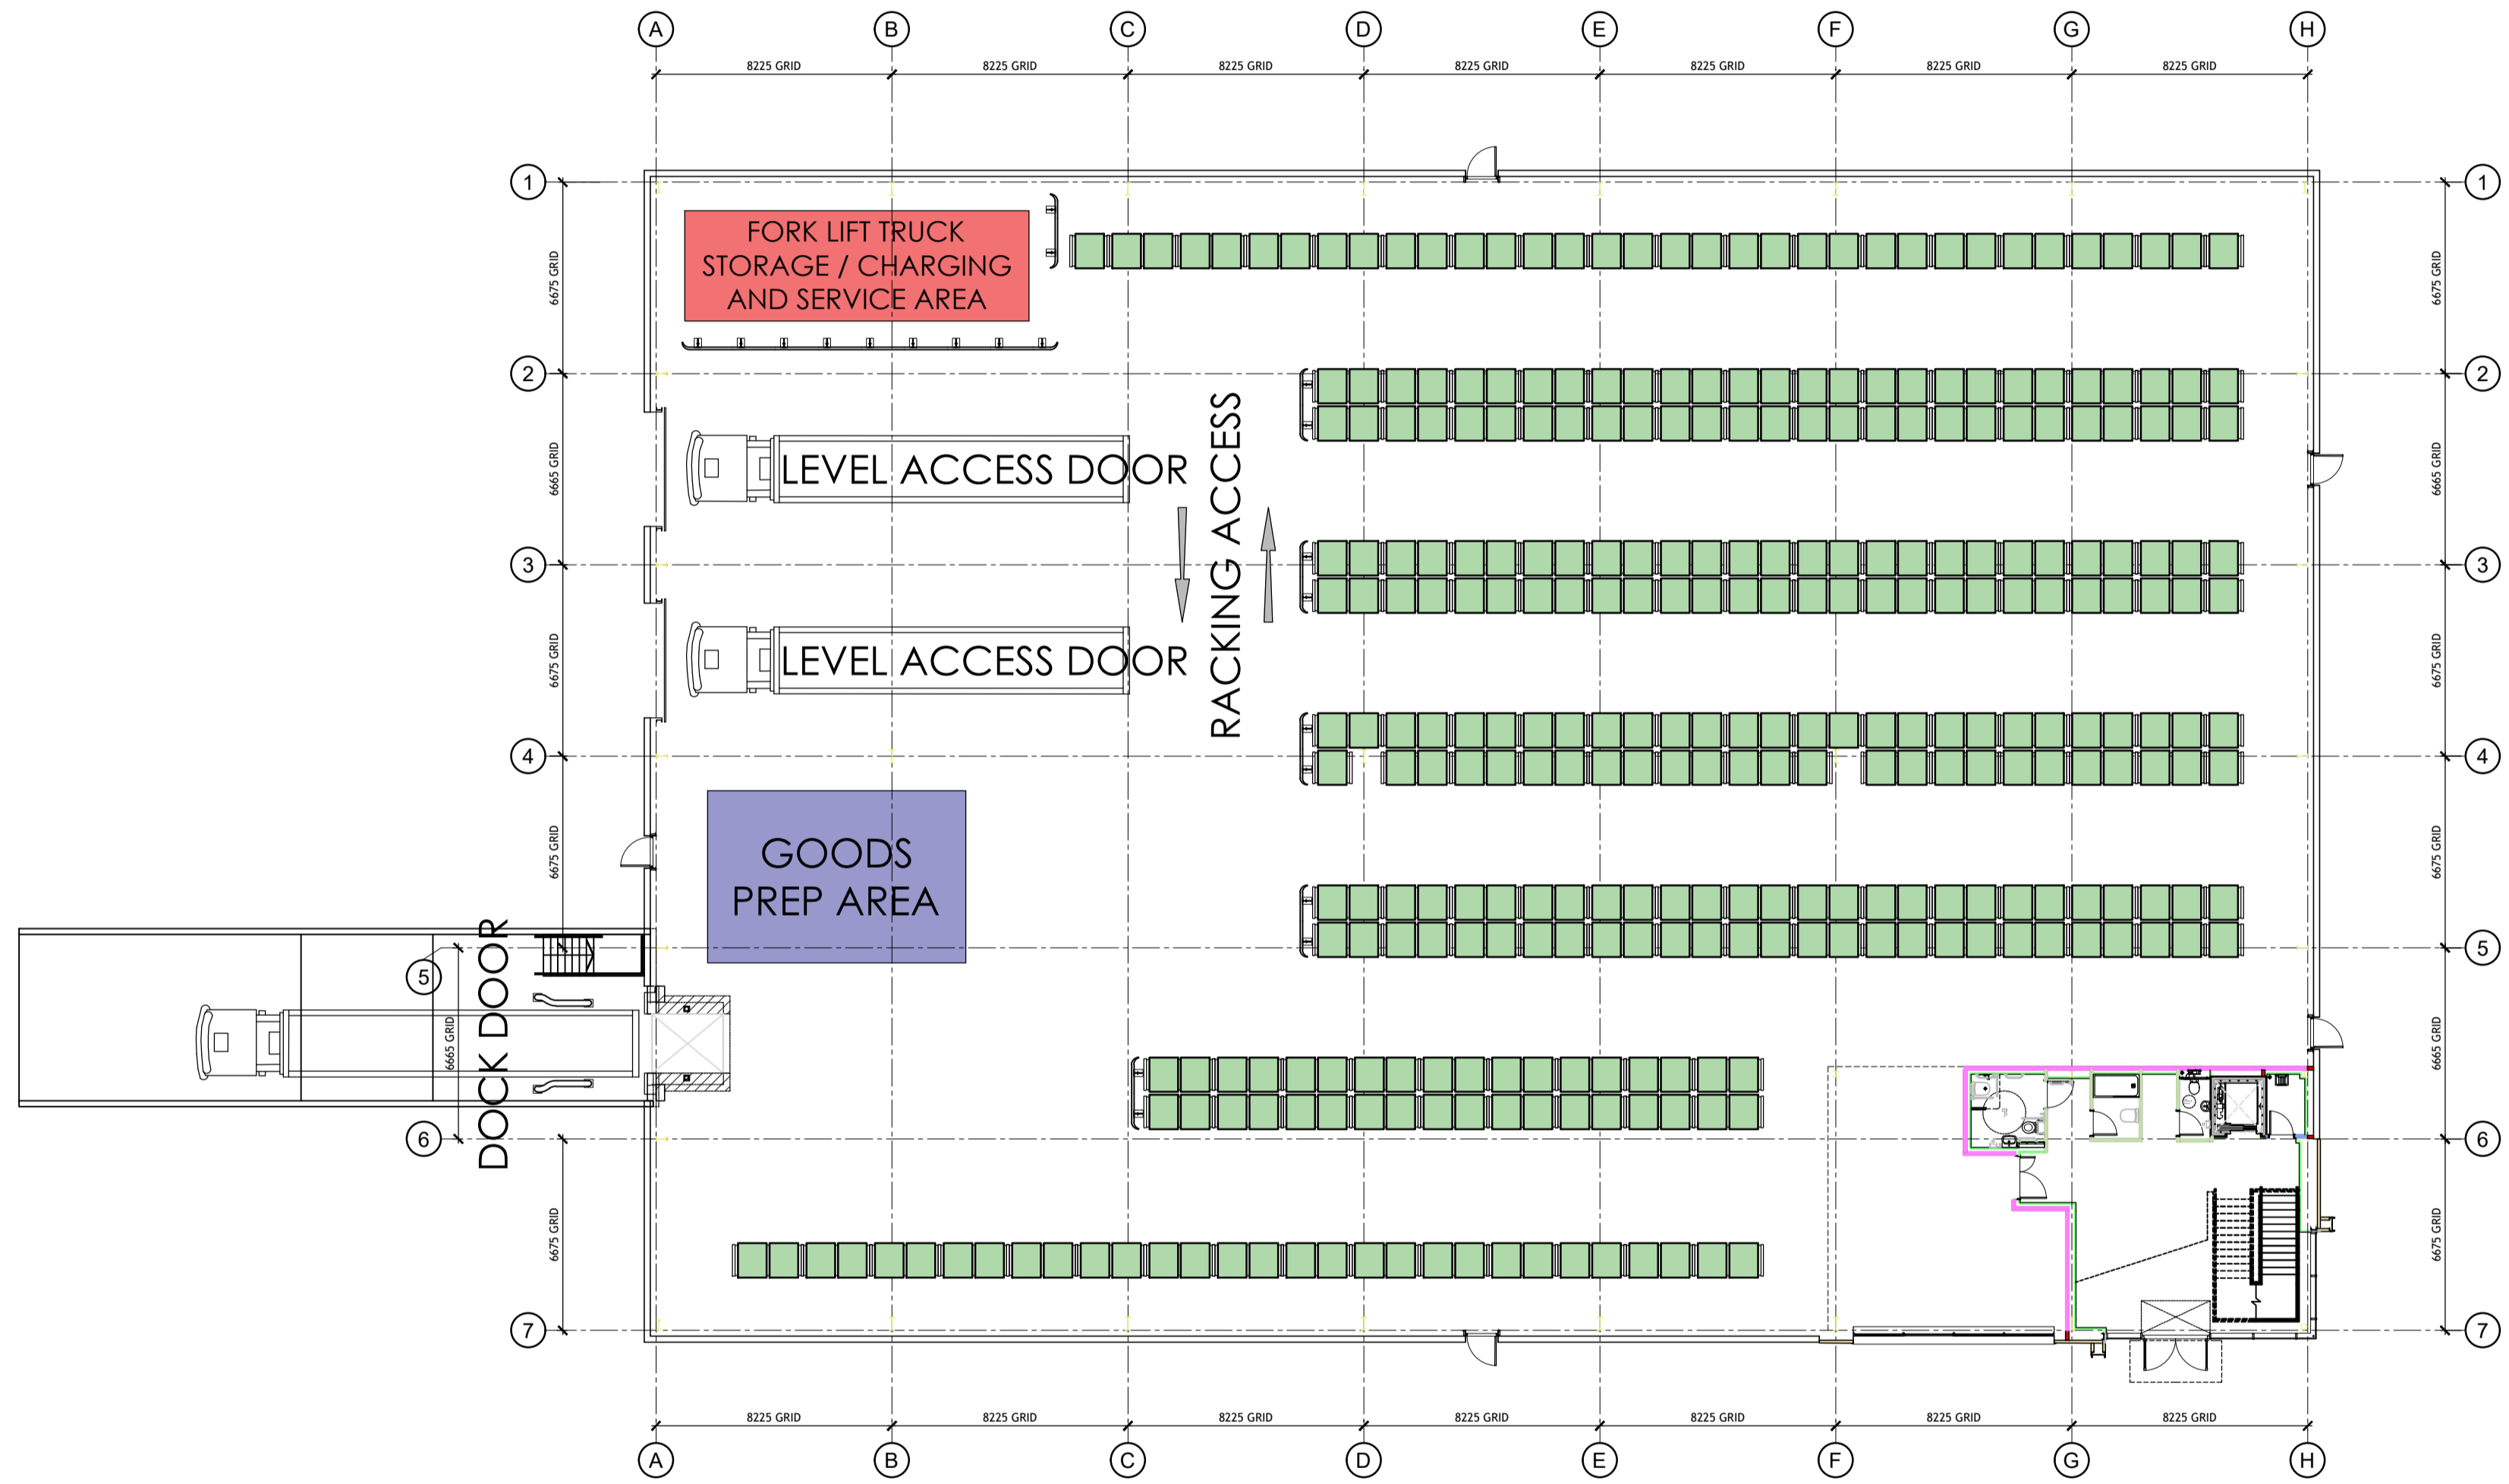 A B C D E F G H
8225 GRID 8225 GRID 8225 GRID 8225 GRID 8225 GRID 8225 GRID 8225 GRID
1 1
FORK LIFT TRUCK
STORAGE / CHARGING
AND SERVICE AREA
6675 GRID 6675 GRID
2 2
RACKING ACCESS
LEVEL ACCESS DOOR
6665 GRID 6665 GRID
3 3
LEVEL ACCESS DOOR
6675 GRID 6675 GRID
4 4
GOODS
PREP AREA
6675 GRID 6675 GRID
5 5
DOCK DOOR
6665 GRID 6665 GRID
6 6
6675 GRID 6675 GRID
7 7
8225 GRID 8225 GRID 8225 GRID 8225 GRID 8225 GRID 8225 GRID 8225 GRID
A B C D E F G H